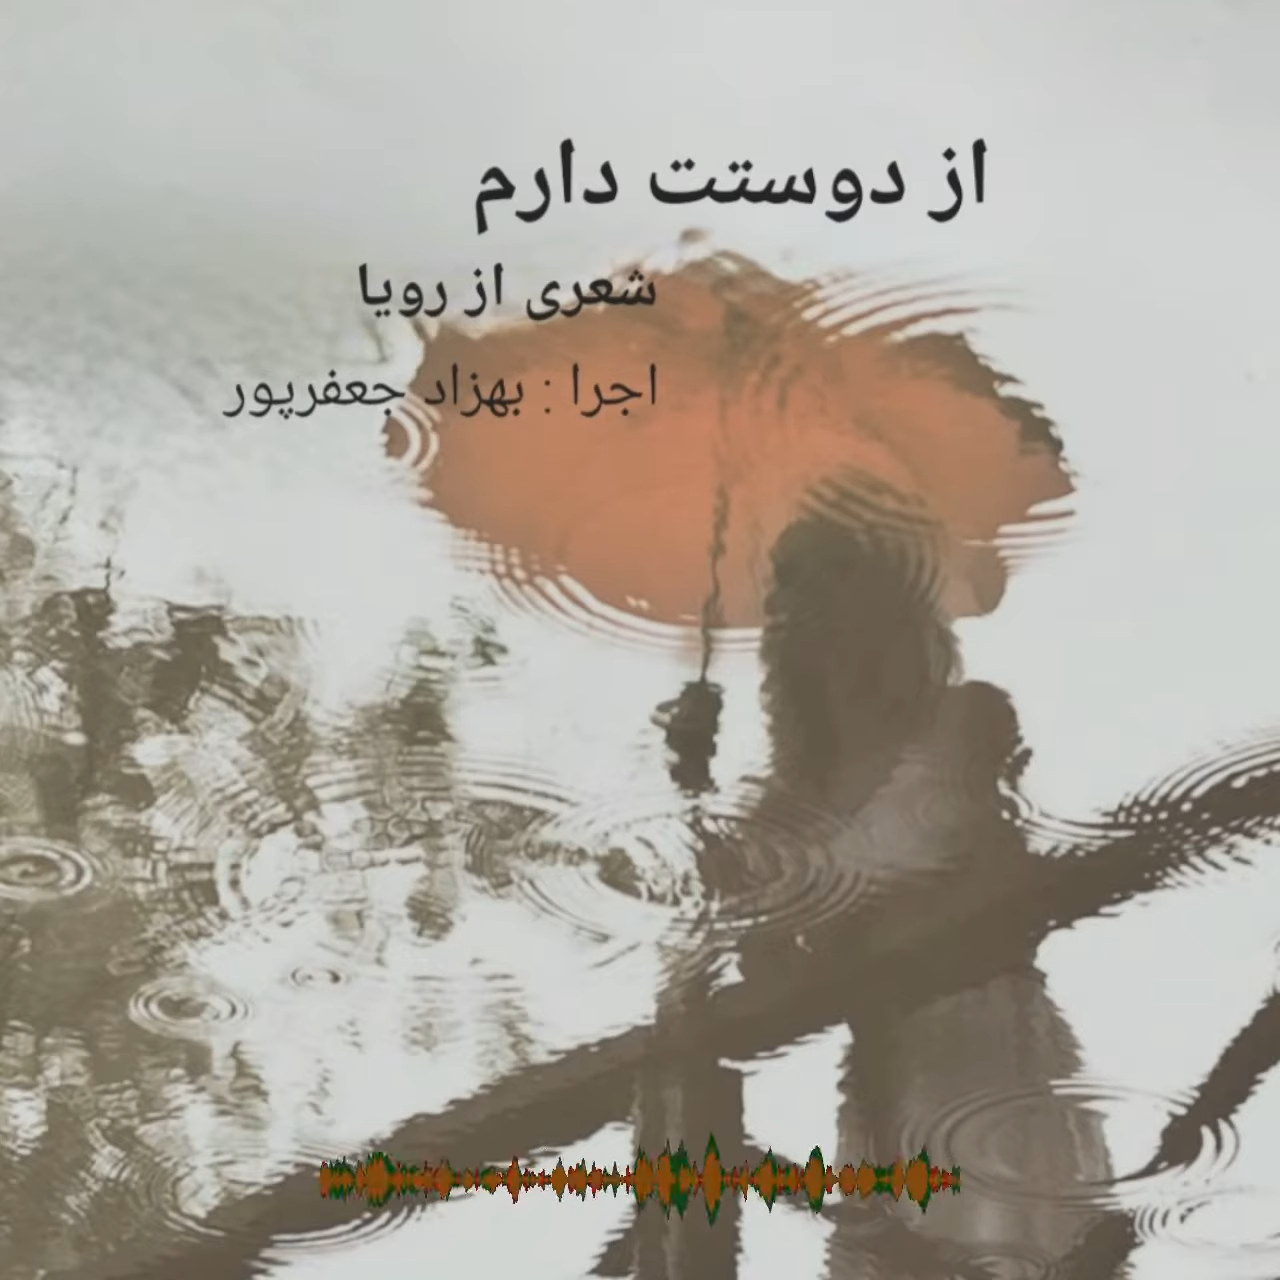 از دوستت دارم
شعری از رویا
اجرا : بهزاد جعفرپور